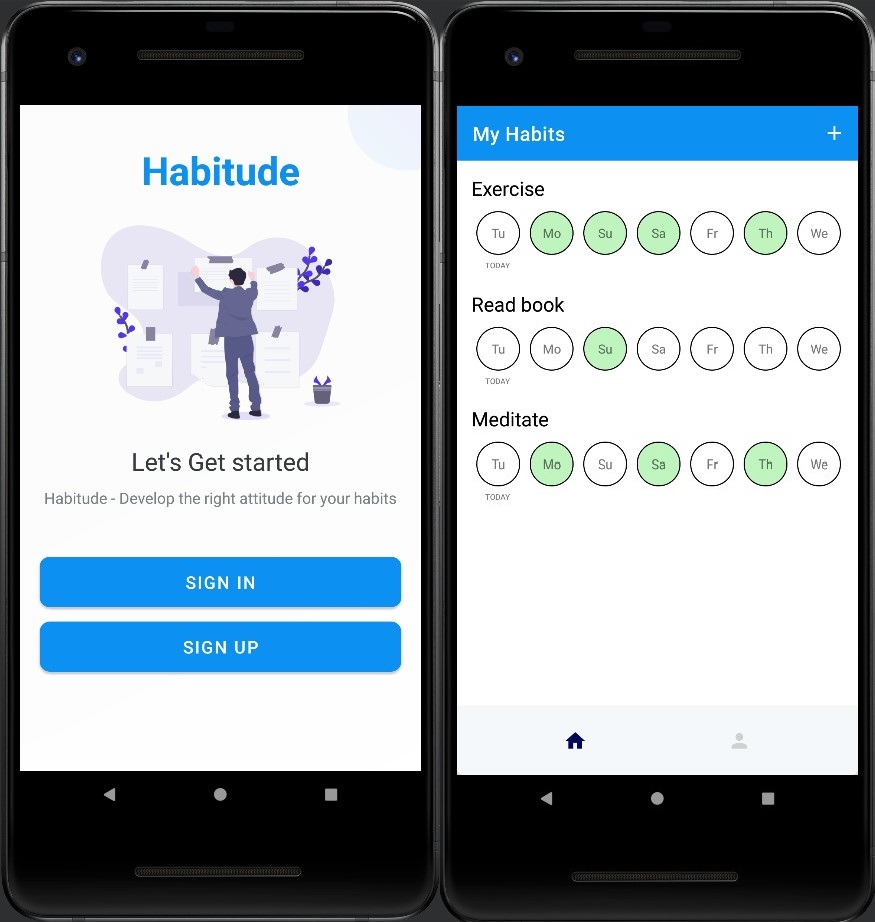 Habitude
Let's Get started
Habitude - Develop the right attitude for your habits
SIGN IN
SIGN UP
My Habits +
Exercise
Tu Mo Su Sa Fr Th We
TODAY
Read book
Tu Mo Su Sa Fr Th We
TODAY
Meditate
Tu Mo Su Sa Fr Th We
TODAY